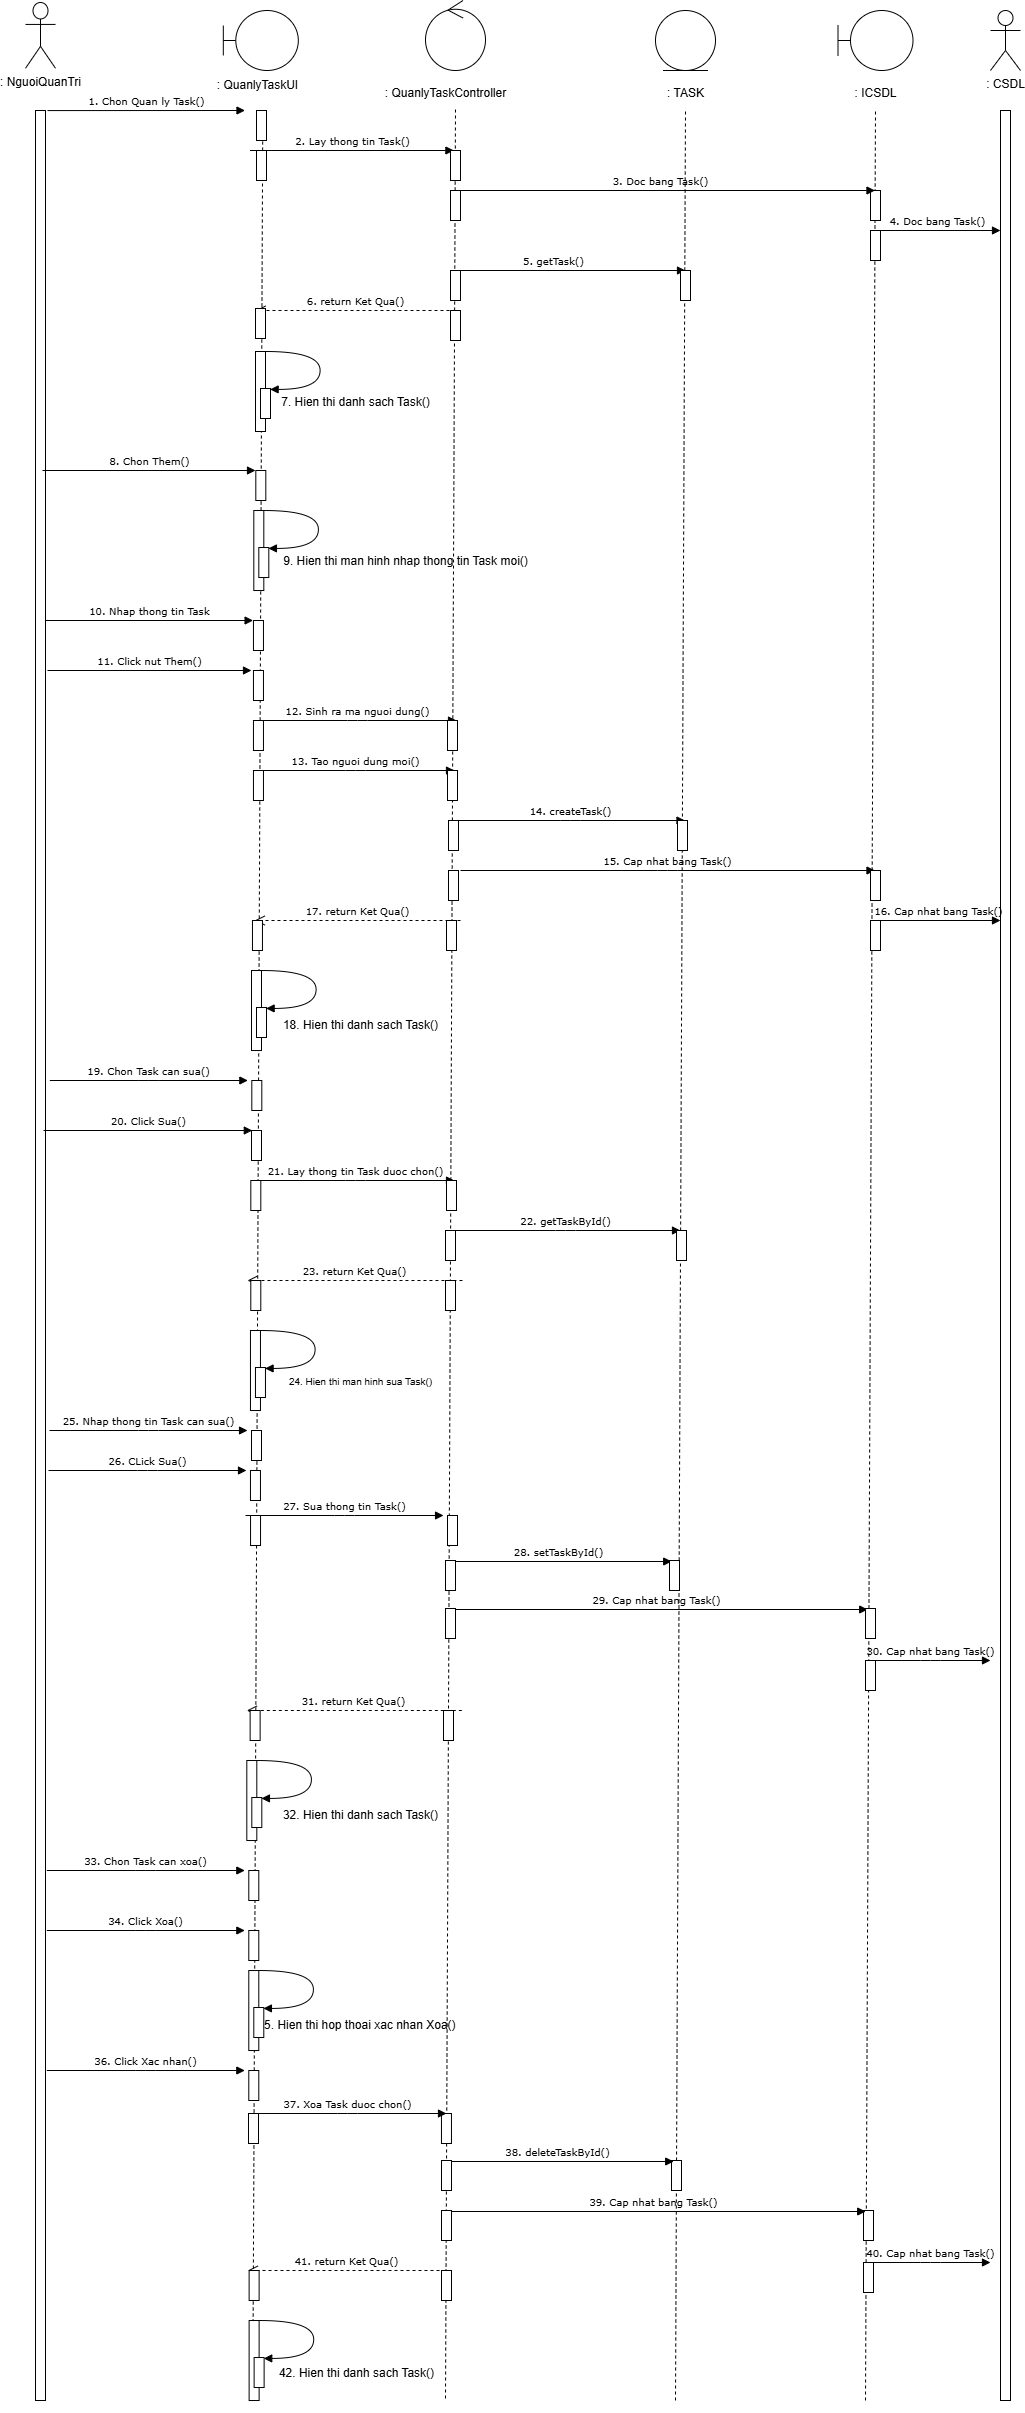 : NguoiQuanTri
: QuanlyTaskUI
: QuanlyTaskController
: TASK
: ICSDL
: CSDL
1. Chon Quan ly Task()
2. Lay thong tin Task()
3. Doc bang Task()
4. Doc bang Task()
5. getTask()
6. return Ket Qua()
7. Hien thi danh sach Task()
8. Chon Them()
9. Hien thi man hinh nhap thong tin Task moi()
10. Nhap thong tin Task
11. Click nut Them()
12. Sinh ra ma nguoi dung()
13. Tao nguoi dung moi()
14. createTask()
15. Cap nhat bang Task()
17. return Ket Qua()
16. Cap nhat bang Task()
18. Hien thi danh sach Task()
19. Chon Task can sua()
20. Click Sua()
21. Lay thong tin Task duoc chon()
22. getTaskById()
23. return Ket Qua()
24. Hien thi man hinh sua Task()
25. Nhap thong tin Task can sua()
26. CLick Sua()
27. Sua thong tin Task()
28. setTaskById()
29. Cap nhat bang Task()
30. Cap nhat bang Task()
31. return Ket Qua()
32. Hien thi danh sach Task()
33. Chon Task can xoa()
34. Click Xoa()
5. Hien thi hop thoai xac nhan Xoa()
36. Click Xac nhan()
37. Xoa Task duoc chon()
38. deleteTaskById()
39. Cap nhat bang Task()
40. Cap nhat bang Task()
41. return Ket Qua()
42. Hien thi danh sach Task()